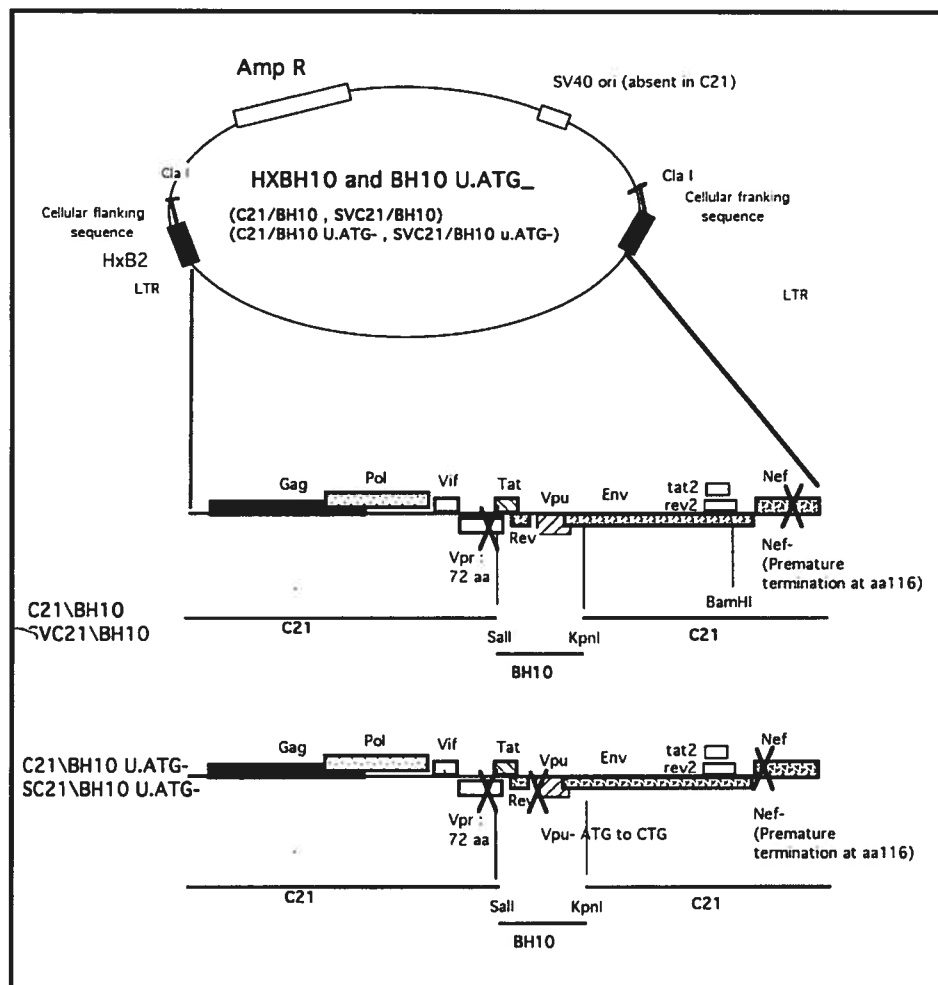 Amp R
SV40 ori (absent in C21)
Cla I
Cla I
HXBH10 and BH10 U.ATG_
(C21/BH10 , SVC21/BH10)
(C21/BH10 U.ATG- , SVC21/BH10 u.ATG-)
Cellular flanking
sequence
Cellular franking
sequence
HxB2
LTR
LTR
Gag
Pol
Vif
Tat
Vpu
Env
tat2
rev2
Nef
Vpr :
72 aa
Rev
Nef-
(Premature
termination at aa116)
BamHI
C21\BH10
SVC21\BH10
C21
SalI
KpnI
C21
BH10
Gag
Pol
Vif
Tat
Vpu
Env
tat2
rev2
Nef
C21\BH10 U.ATG-
SC21\BH10 U.ATG-
Vpr :
72 aa
Rev
Vpu- ATG to CTG
Nef-
(Premature
termination at aa116)
C21
SalI
KpnI
C21
BH10